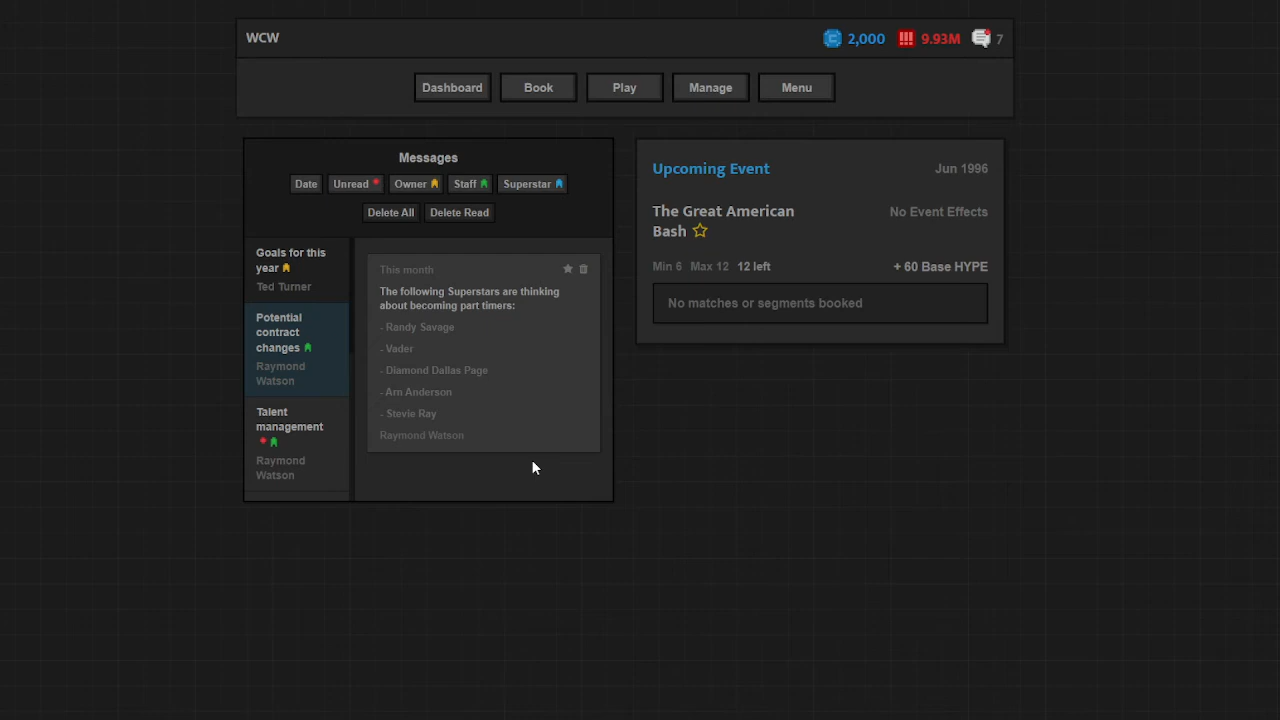 WCW
2,000
9.93M
7
Dashboard
Book
Play
Manage
Menu
Messages
Date
Unread
Owner
Staff
Superstar
Delete All
Delete Read
Goals for this
year
Ted Turner
Potential
contract
changes
Raymond
Watson
Talent
management
Raymond
Watson
This month
The following Superstars are thinking
about becoming part timers:
- Randy Savage
- Vader
- Diamond Dallas Page
- Arn Anderson
- Stevie Ray
Raymond Watson
Upcoming Event
Jun 1996
The Great American
Bash
No Event Effects
Min 6 Max 12 12 left
+ 60 Base HYPE
No matches or segments booked